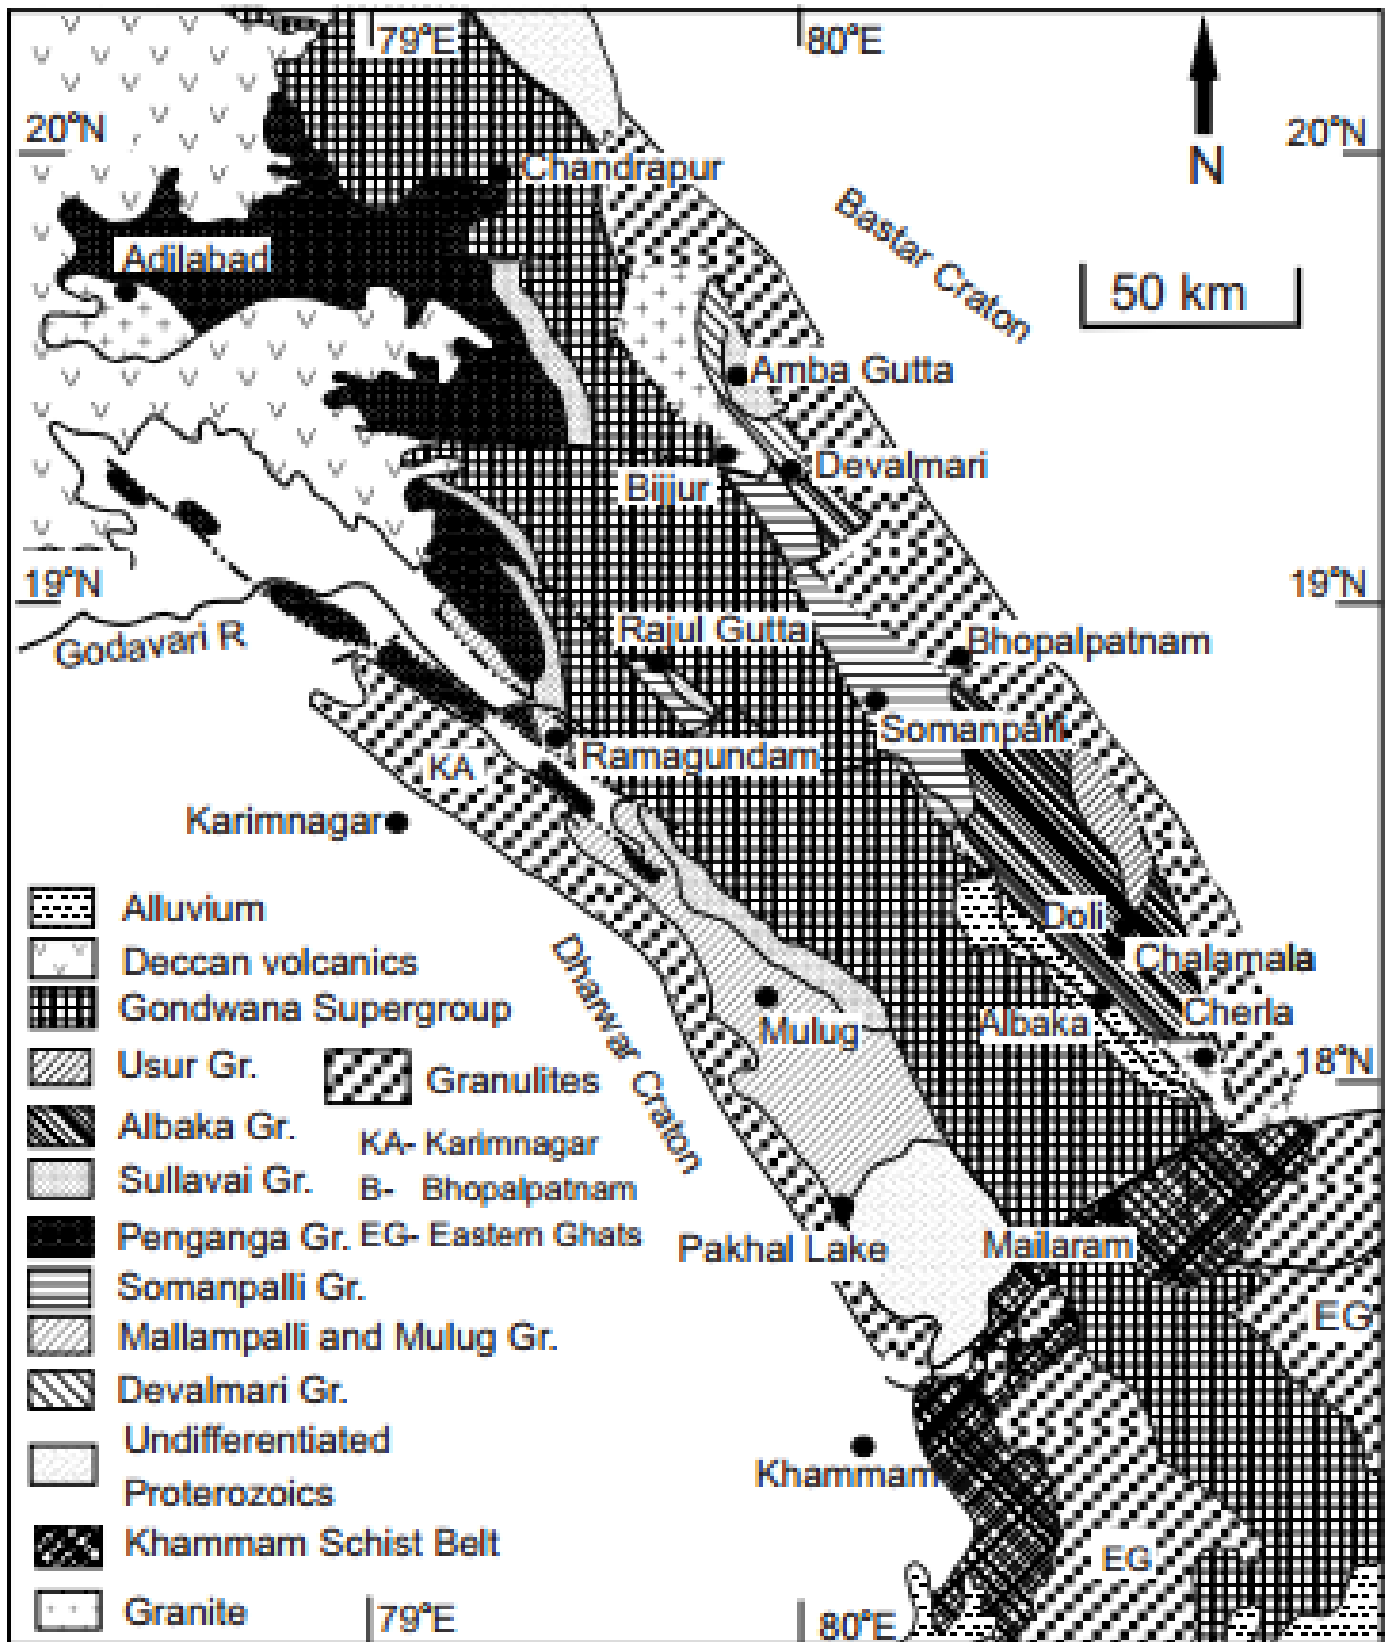 79°E
80°E
20°N
20°N
N
Chandrapur
Bastar Craton
Adilabad
50 km
Amba Gutta
Devalmari
Bijjur
19°N
19°N
Godavari R
Rajul Gutta
Bhopalpatnam
Somanpalli
Ramagundam
KA
Karimnagar
Doli
Chalamala
Dharwar Craton
Mulug
Albaka
Cherla
18°N
Pakhal Lake
Mailaram
EG
Khammam
EG
Alluvium
Deccan volcanics
Gondwana Supergroup
Usur Gr.
Granulites
Albaka Gr.
KA- Karimnagar
Sullavai Gr.
B- Bhopalpatnam
Penganga Gr.
EG- Eastern Ghats
Somanpalli Gr.
Mallampalli and Mulug Gr.
Devalmari Gr.
Undifferentiated
Proterozoics
Khammam Schist Belt
Granite
79°E
80°E